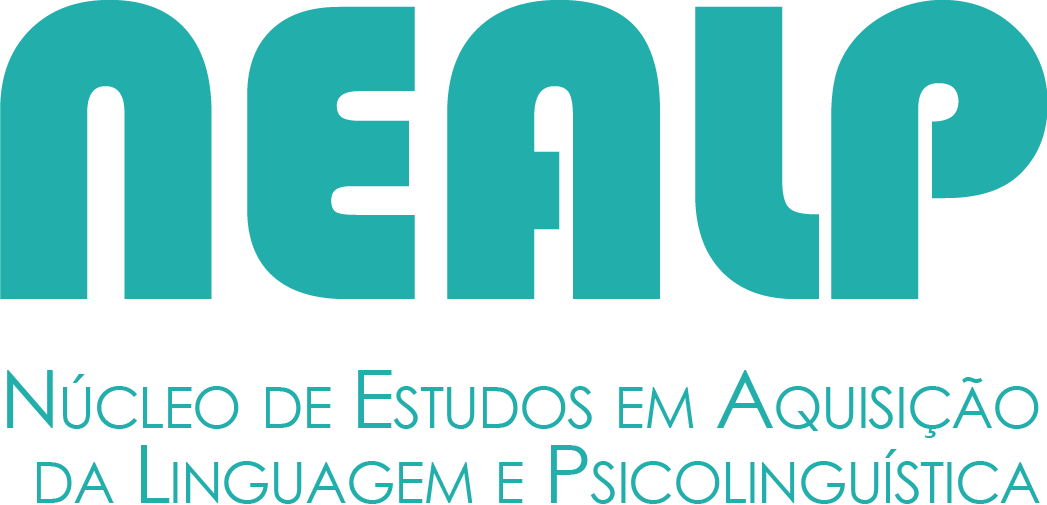 NEALP
NÚCLEO DE ESTUDOS EM AQUISIÇÃO
DA LINGUAGEM E PSICOLINGUÍSTICA